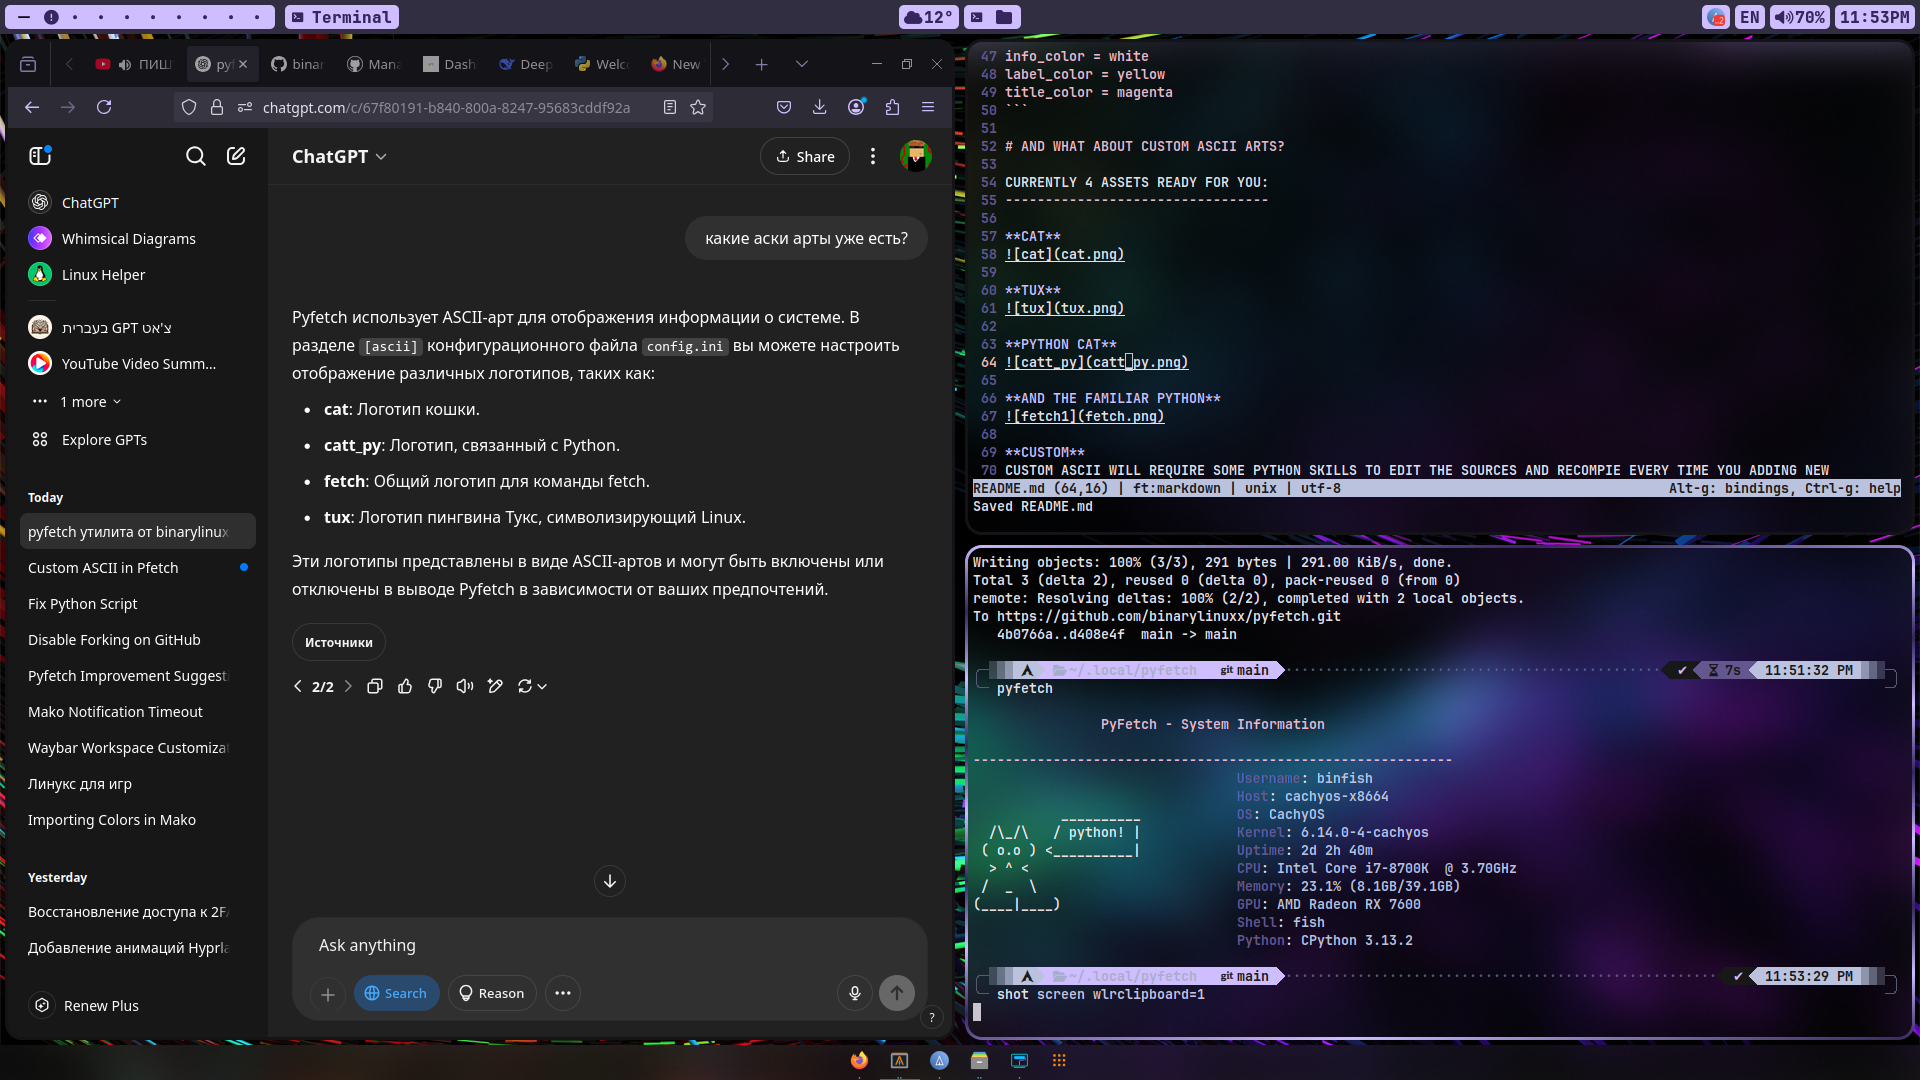 Terminal
12°
EN
70%
11:53PM
ПИШ
pyf
binar
Mana
Dash
Deep
Welc
New
chatgpt.com/c/67f80191-b840-800a-8247-95683cddf92a
ChatGPT
Share
ChatGPT
Whimsical Diagrams
Linux Helper
צ'אט GPT בעברית
YouTube Video Summ...
1 more
Explore GPTs
Today
pyfetch утилита от binarylinux
Custom ASCII in Pfetch
Fix Python Script
Disable Forking on GitHub
Pyfetch Improvement Suggest
Mako Notification Timeout
Waybar Workspace Customiza
Линукс для игр
Importing Colors in Mako
Yesterday
Восстановление доступа к 2F
Добавление анимаций Hyprla
Renew Plus
какие аски арты уже есть?
Pyfetch использует ASCII-арт для отображения информации о системе. В
разделе [ascii] конфигурационного файла config.ini вы можете настроить
отображение различных логотипов, таких как:
• cat: Логотип кошки.
• catt_py: Логотип, связанный с Python.
• fetch: Общий логотип для команды fetch.
• tux: Логотип пингвина Тукс, символизирующий Linux.
Эти логотипы представлены в виде ASCII-артов и могут быть включены или
отключены в выводе Pyfetch в зависимости от ваших предпочтений.
Источники
2/2
Ask anything
Search
Reason
?
47 info_color = white
48 label_color = yellow
49 title_color = magenta
50 ```
51
52 # AND WHAT ABOUT CUSTOM ASCII ARTS?
53
54 CURRENTLY 4 ASSETS READY FOR YOU:
55 ---------------------------------
56
57 **CAT**
58 ![cat](cat.png)
59
60 **TUX**
61 ![tux](tux.png)
62
63 **PYTHON CAT**
64 ![catt_py](catt_py.png)
65
66 **AND THE FAMILIAR PYTHON**
67 ![fetch1](fetch.png)
68
69 **CUSTOM**
70 CUSTOM ASCII WILL REQUIRE SOME PYTHON SKILLS TO EDIT THE SOURCES AND RECOMPIE EVERY TIME YOU ADDING NEW
README.md (64,16) | ft:markdown | unix | utf-8 Alt-g: bindings, Ctrl-g: help
Saved README.md
Writing objects: 100% (3/3), 291 bytes | 291.00 KiB/s, done.
Total 3 (delta 2), reused 0 (delta 0), pack-reused 0 (from 0)
remote: Resolving deltas: 100% (2/2), completed with 2 local objects.
To https://github.com/binarylinuxx/pyfetch.git
4b0766a..d408e4f main -> main
~/.local/pyfetch git main ✔ 7s 11:51:32 PM
pyfetch
PyFetch - System Information
------------------------------------------------------------
Username: binfish
Host: cachyos-x8664
OS: CachyOS
Kernel: 6.14.0-4-cachyos
Uptime: 2d 2h 40m
CPU: Intel Core i7-8700K @ 3.70GHz
Memory: 23.1% (8.1GB/39.1GB)
GPU: AMD Radeon RX 7600
Shell: fish
Python: CPython 3.13.2
__________
/\_/\ / python! |
( o.o ) <__________|
> ^ <
/ _ \
(____|____)
~/.local/pyfetch git main ✔ 11:53:29 PM
shot screen wlrclipboard=1